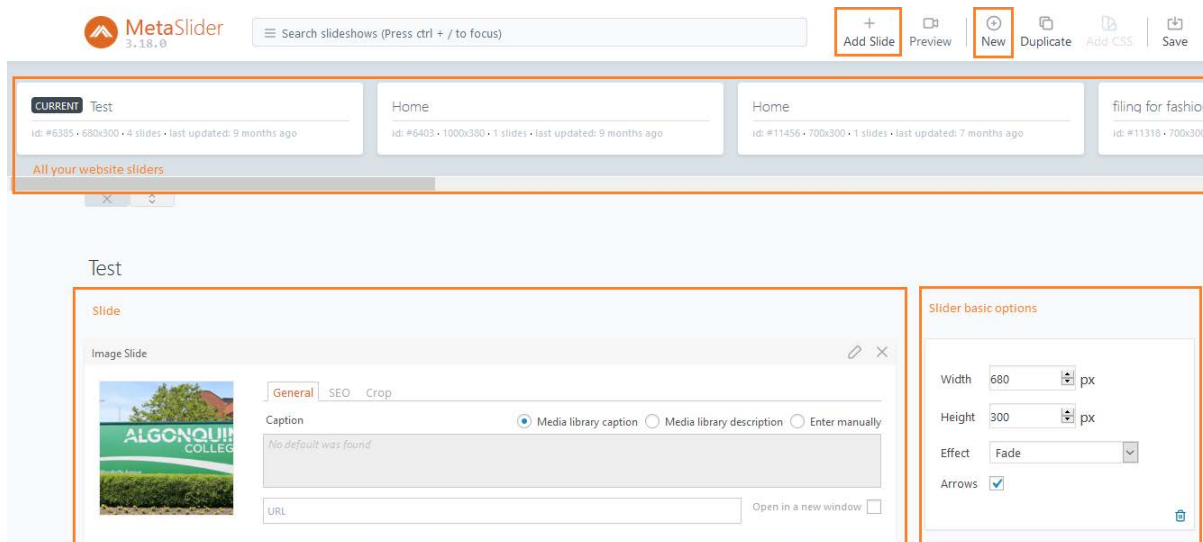 MetaSlider
3.18.0
Search slideshows (Press ctrl + / to focus)
Add Slide
Preview
New
Duplicate
Add CSS
Save
CURRENT Test
id: #6385 • 680x300 • 4 slides • last updated: 9 months ago
Home
id: #6403 • 1000x380 • 1 slides • last updated: 9 months ago
Home
id: #11456 • 700x300 • 1 slides • last updated: 7 months ago
filing for fashio
id: #11318 • 700x300
All your website sliders
Test
Slide
Slider basic options
Image Slide
General SEO Crop
Caption
Media library caption Media library description Enter manually
No default was found
ALGONQUIN
COLLEG
URL
Open in a new window
Width 680 px
Height 300 px
Effect Fade
Arrows